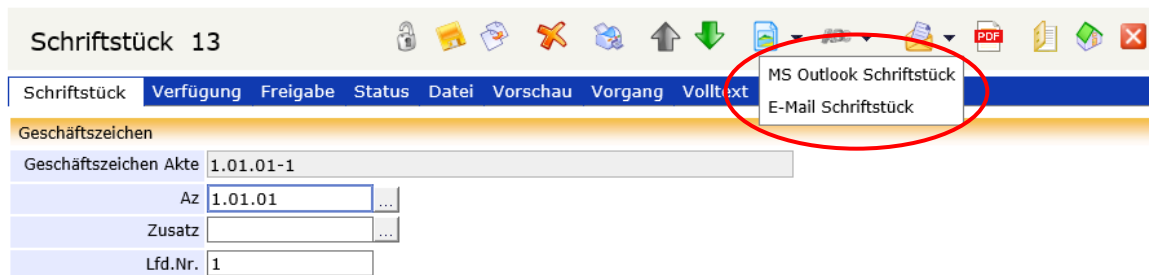 Schriftstück 13
PDF
MS Outlook Schriftstück
E-Mail Schriftstück
Schriftstück Verfügung Freigabe Status Datei Vorschau Vorgang Volltext
Geschäftszeichen
Geschäftszeichen Akte 1.01.01-1
Az 1.01.01 ...
Zusatz ...
Lfd.Nr. 1